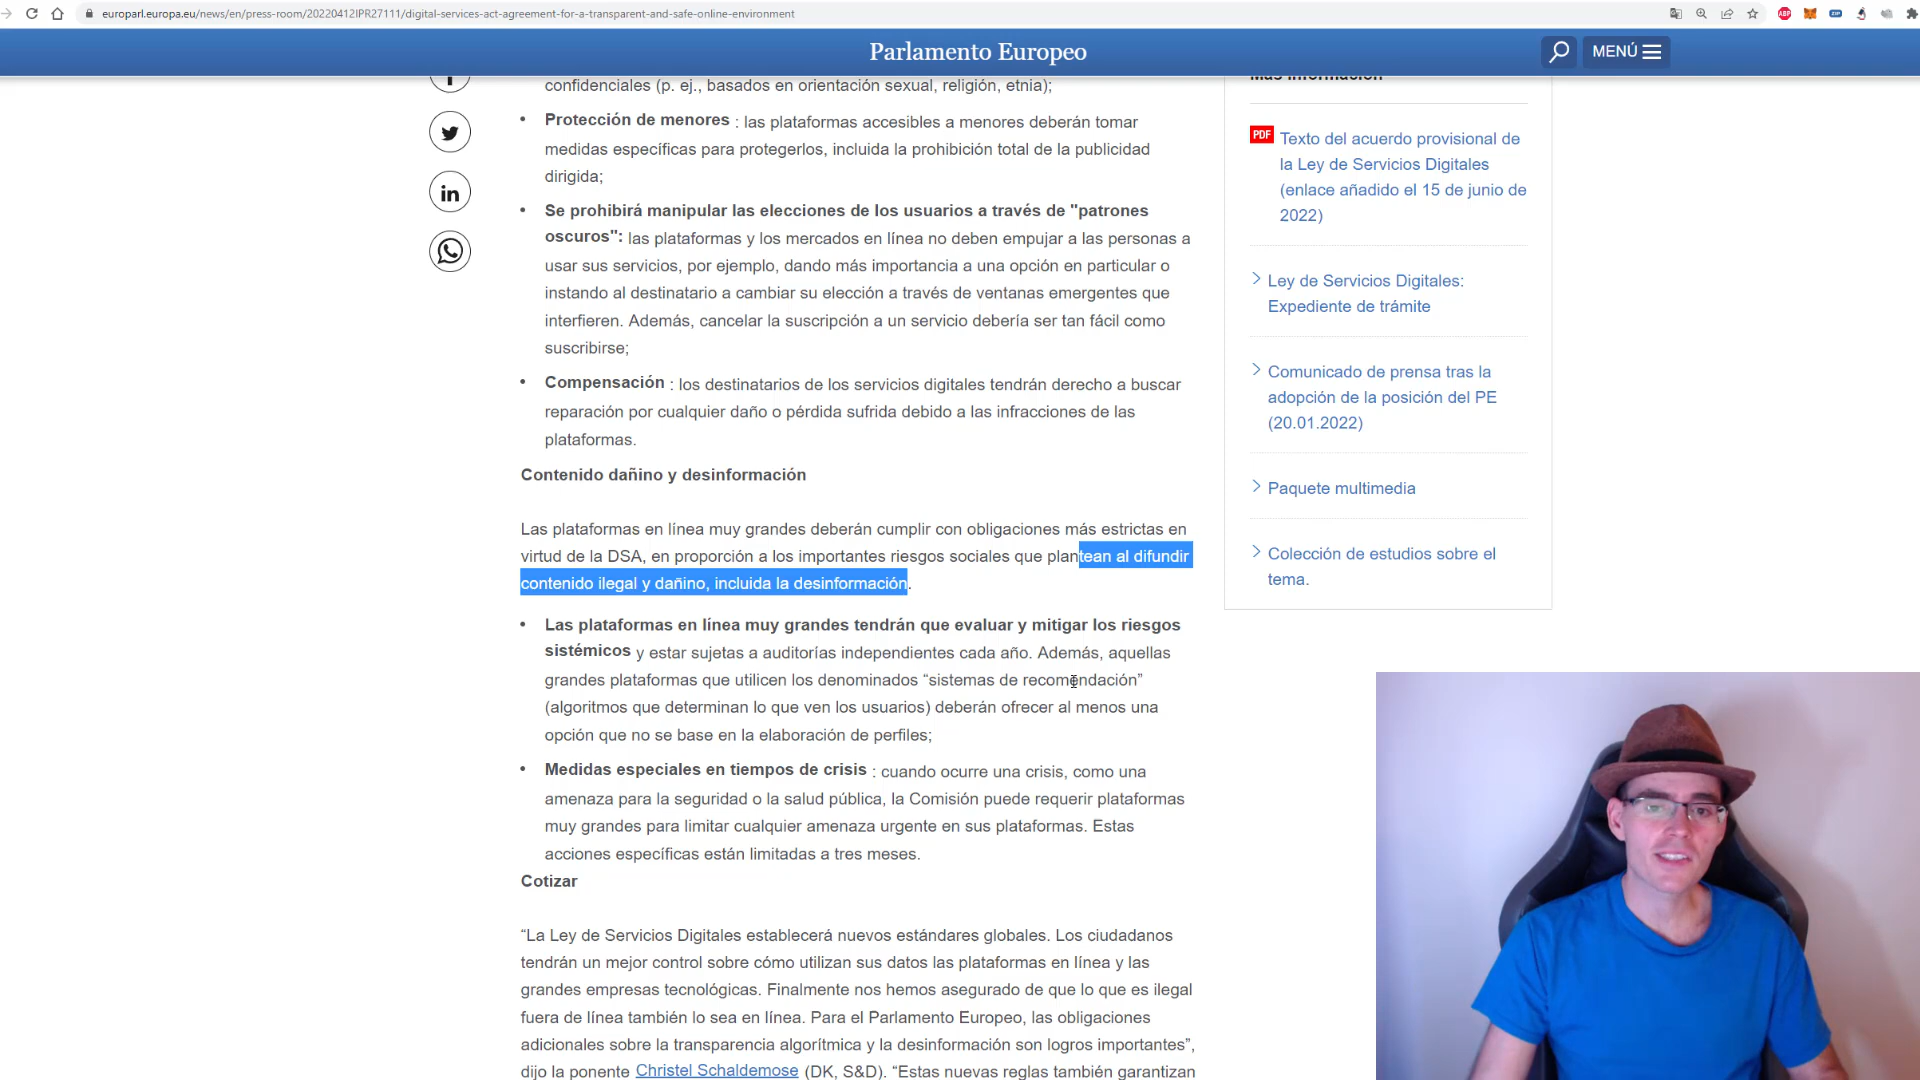 europarl.europa.eu/news/en/press-room/20220412IPR27111/digital-services-act-agreement-for-a-transparent-and-safe-online-environment
ABP
ZIP
Parlamento Europeo
MENÚ
confidenciales (p. ej., basados en orientación sexual, religión, etnia);
• Protección de menores : las plataformas accesibles a menores deberán tomar
medidas específicas para protegerlos, incluida la prohibición total de la publicidad
dirigida;
• Se prohibirá manipular las elecciones de los usuarios a través de "patrones
oscuros": las plataformas y los mercados en línea no deben empujar a las personas a
usar sus servicios, por ejemplo, dando más importancia a una opción en particular o
instando al destinatario a cambiar su elección a través de ventanas emergentes que
interfieren. Además, cancelar la suscripción a un servicio debería ser tan fácil como
suscribirse;
• Compensación : los destinatarios de los servicios digitales tendrán derecho a buscar
reparación por cualquier daño o pérdida sufrida debido a las infracciones de las
plataformas.
Contenido dañino y desinformación
Las plataformas en línea muy grandes deberán cumplir con obligaciones más estrictas en
virtud de la DSA, en proporción a los importantes riesgos sociales que plantean al difundir
contenido ilegal y dañino, incluida la desinformación.
• Las plataformas en línea muy grandes tendrán que evaluar y mitigar los riesgos
sistémicos y estar sujetas a auditorías independientes cada año. Además, aquellas
grandes plataformas que utilicen los denominados “sistemas de recomendación”
(algoritmos que determinan lo que ven los usuarios) deberán ofrecer al menos una
opción que no se base en la elaboración de perfiles;
• Medidas especiales en tiempos de crisis : cuando ocurre una crisis, como una
amenaza para la seguridad o la salud pública, la Comisión puede requerir plataformas
muy grandes para limitar cualquier amenaza urgente en sus plataformas. Estas
acciones específicas están limitadas a tres meses.
Cotizar
“La Ley de Servicios Digitales establecerá nuevos estándares globales. Los ciudadanos
tendrán un mejor control sobre cómo utilizan sus datos las plataformas en línea y las
grandes empresas tecnológicas. Finalmente nos hemos asegurado de que lo que es ilegal
fuera de línea también lo sea en línea. Para el Parlamento Europeo, las obligaciones
adicionales sobre la transparencia algorítmica y la desinformación son logros importantes”,
dijo la ponente Christel Schaldemose (DK, S&D). “Estas nuevas reglas también garantizan
Más información
PDF Texto del acuerdo provisional de
la Ley de Servicios Digitales
(enlace añadido el 15 de junio de
2022)
Ley de Servicios Digitales:
Expediente de trámite
Comunicado de prensa tras la
adopción de la posición del PE
(20.01.2022)
Paquete multimedia
Colección de estudios sobre el
tema.